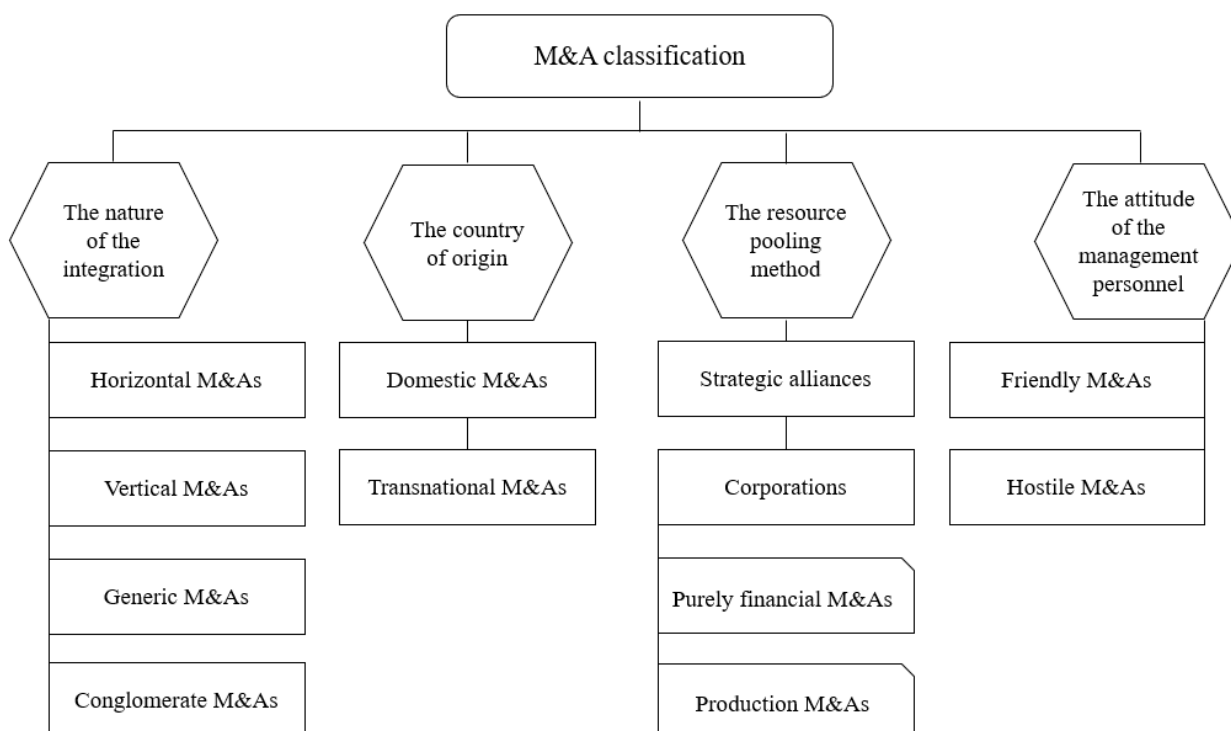 M&A classification
The nature
of the
integration
The country
of origin
The resource
pooling
method
The attitude
of the
management
personnel
Horizontal M&As
Domestic M&As
Strategic alliances
Friendly M&As
Vertical M&As
Transnational M&As
Corporations
Hostile M&As
Generic M&As
Purely financial M&As
Conglomerate M&As
Production M&As